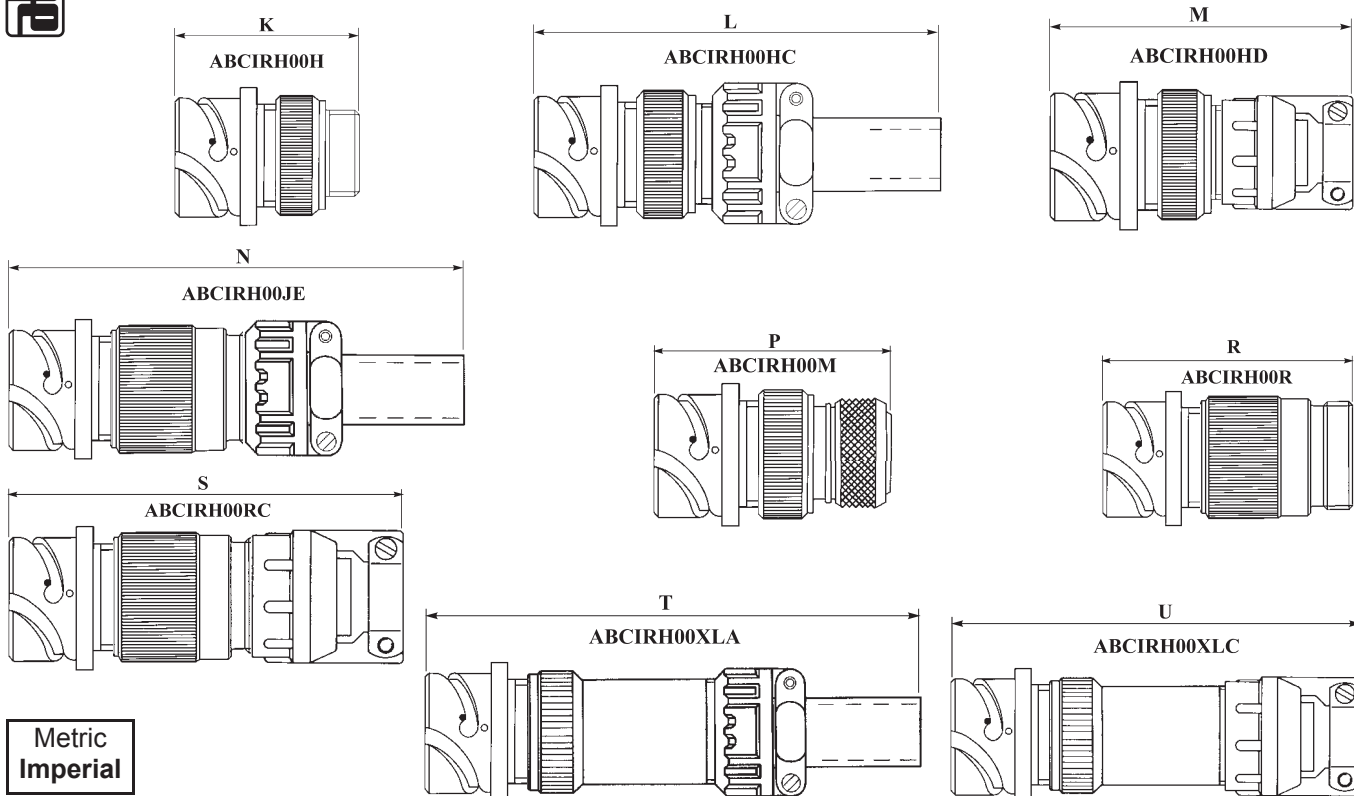 K
ABCIRH00H
L
ABCIRH00HC
M
ABCIRH00HD
N
ABCIRH00JE
P
ABCIRH00M
R
ABCIRH00R
S
ABCIRH00RC
T
ABCIRH00XLA
U
ABCIRH00XLC
Metric
Imperial